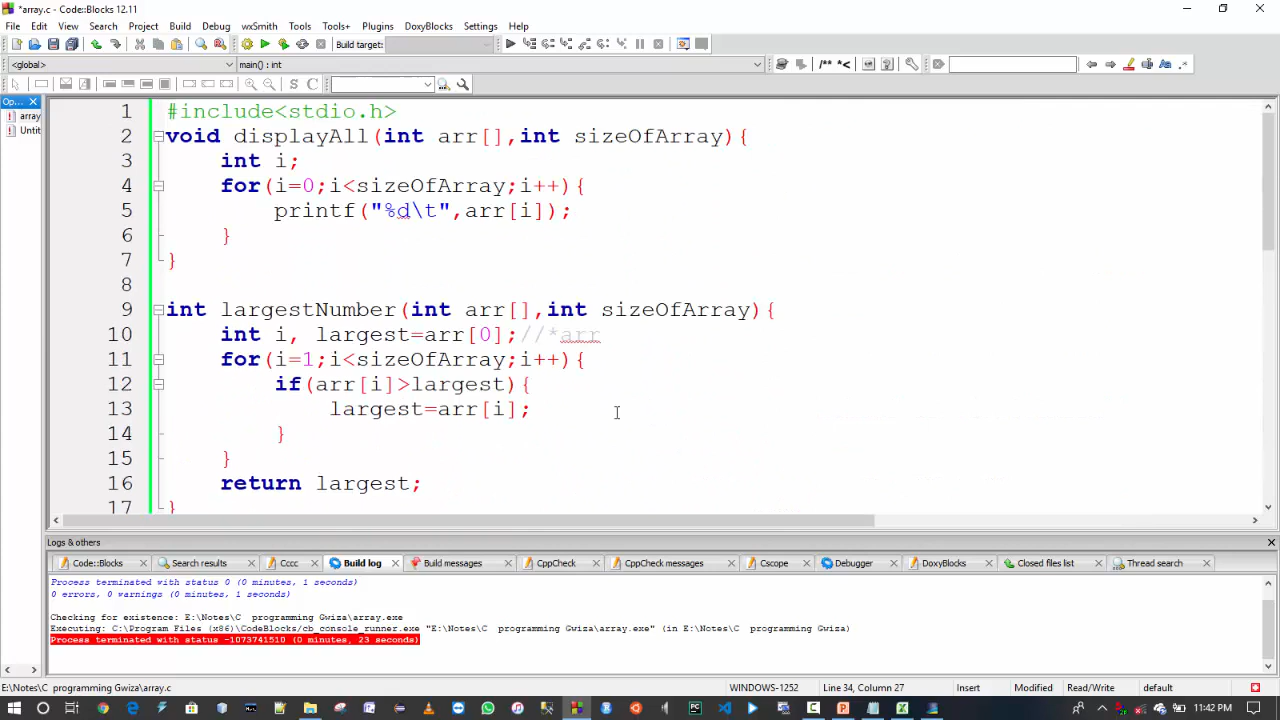 *array.c - Code::Blocks 12.11
File Edit View Search Project Build Debug wxSmith Tools Tools+ Plugins DoxyBlocks Settings Help
Build target:
<global> main() : int
/** *<
S C
Op...
array
Untit
1 #include<stdio.h>
2 void displayAll(int arr[],int sizeOfArray){
3 int i;
4 for(i=0;i<sizeOfArray;i++){
5 printf("%d\t",arr[i]);
6 }
7 }
8
9 int largestNumber(int arr[],int sizeOfArray){
10 int i, largest=arr[0];//*arr
11 for(i=1;i<sizeOfArray;i++){
12 if(arr[i]>largest){
13 largest=arr[i];
14 }
15 }
16 return largest;
17 }
Logs & others
Code::Blocks Search results Cccc Build log Build messages CppCheck CppCheck messages Cscope Debugger DoxyBlocks Closed files list Thread search
Process terminated with status 0 (0 minutes, 1 seconds)
0 errors, 0 warnings (0 minutes, 1 seconds)
Checking for existence: E:\Notes\C  programming Gwiza\array.exe
Executing: C:\Program Files (x86)\CodeBlocks/cb_console_runner.exe "E:\Notes\C  programming Gwiza\array.exe" (in E:\Notes\C  programming Gwiza)
Process terminated with status -1073741510 (0 minutes, 23 seconds)
E:\Notes\C  programming Gwiza\array.c WINDOWS-1252 Line 34, Column 27 Insert Modified Read/Write default
11:42 PM